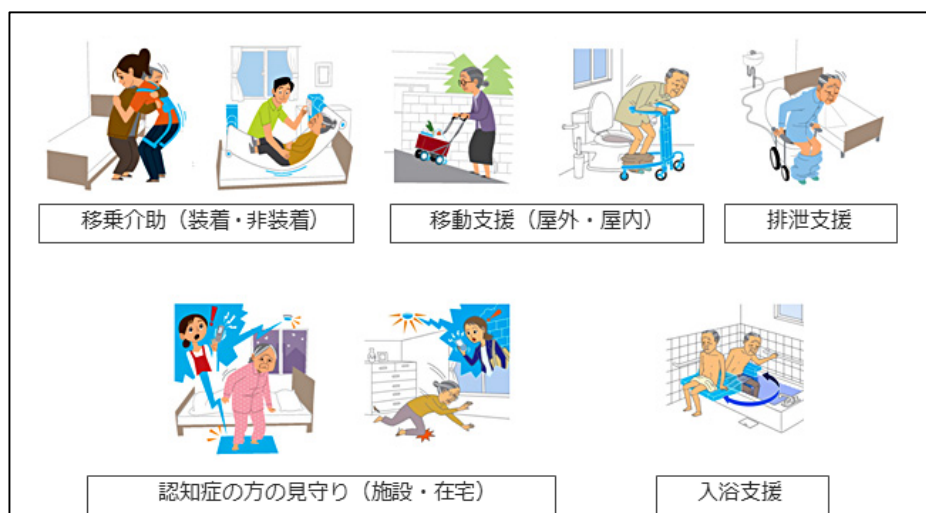 移乗介助（装着・非装着）
移動支援（屋外・屋内）
排泄支援
認知症の方の見守り（施設・在宅）
入浴支援